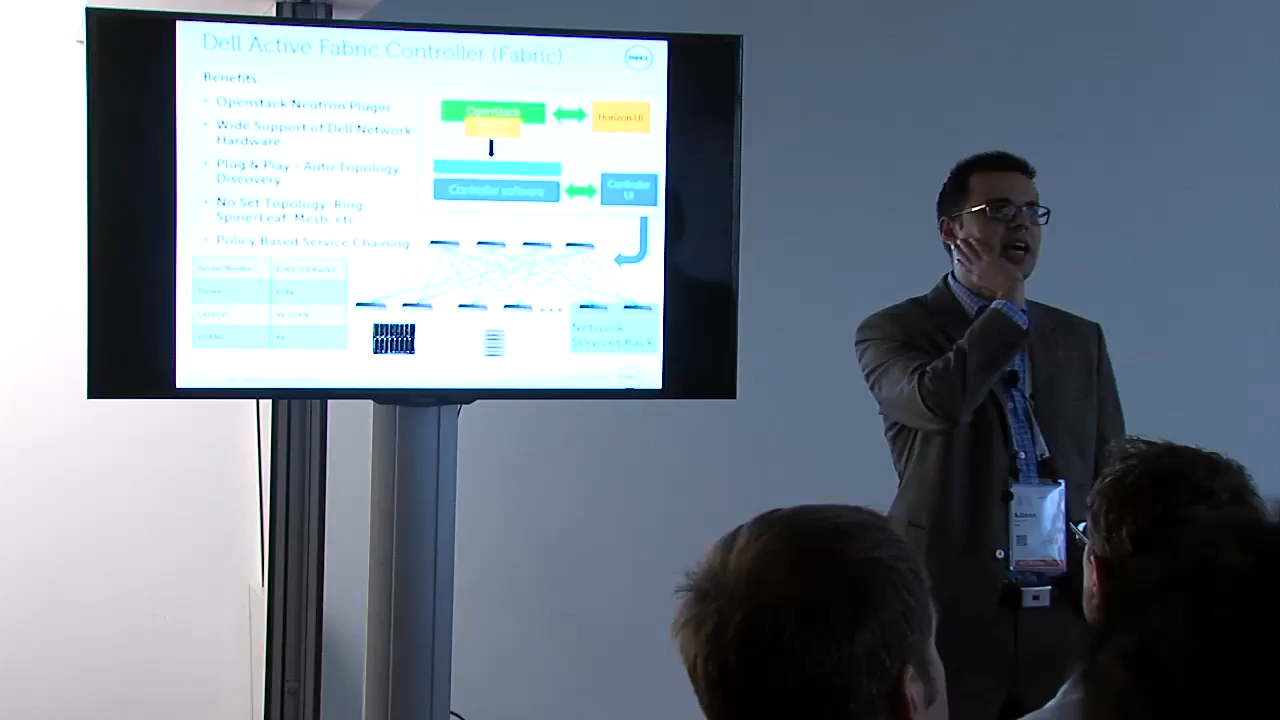 Dell Active Fabric Controller (Fabric)
DELL
Benefits
• Openstack Neutron Plugin
• Wide Support of Dell Network
Hardware
• Plug & Play - Auto Topology
Discovery
• No Set Topology: Ring,
Spine/Leaf, Mesh, etc
• Policy Based Service Chaining
OpenStack
Horizon UI
Controller software
Controller
UI
Network
Services Rack